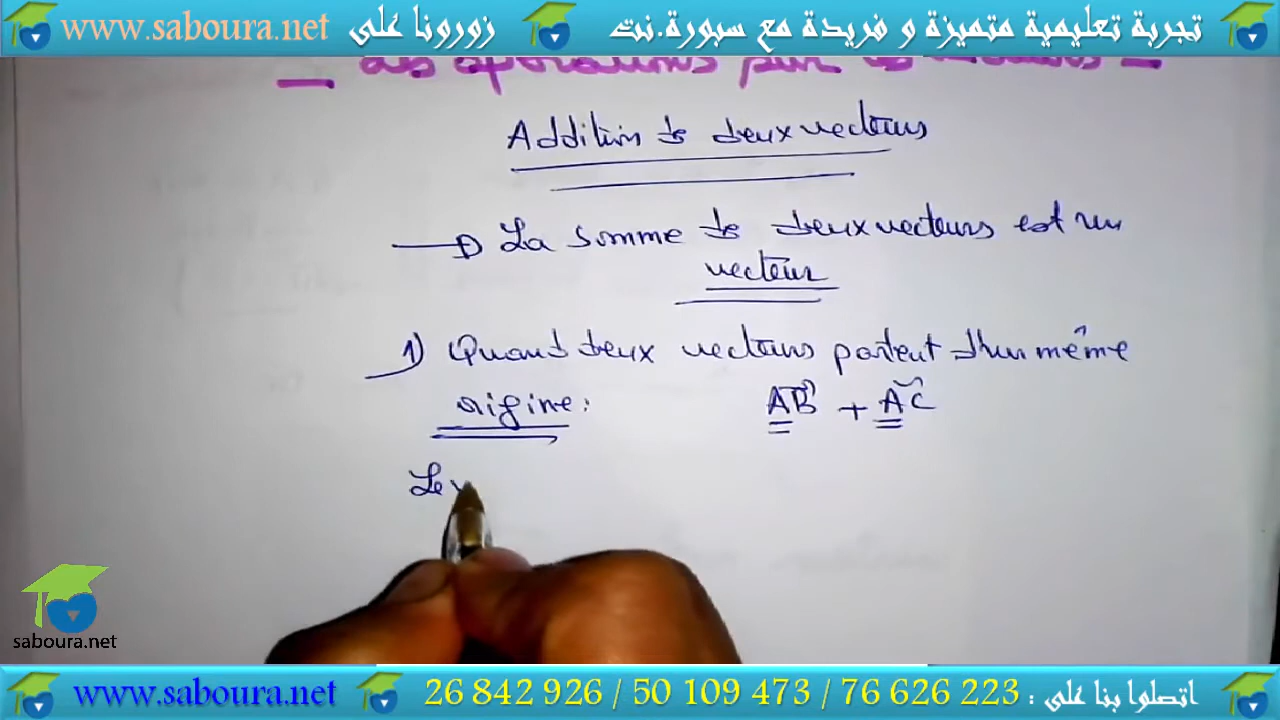 www.saboura.net زورونا على تجربة تعليمية متميزة و فريدة مع سبورة.نت
Addition de deux vecteurs
La somme de deux vecteurs est un
vecteur
1) Quand deux vecteurs partent d'un même
origine : AB + AC
Le v
saboura.net
www.saboura.net 26 842 926 / 50 109 473 / 76 626 223 : اتصلوا بنا على